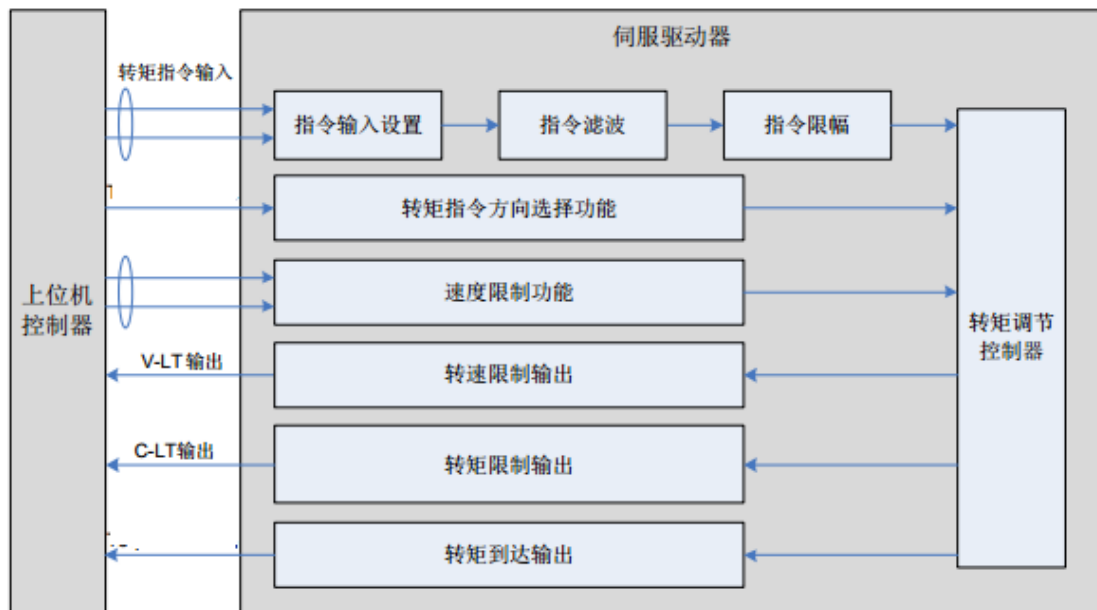 伺服驱动器
转矩指令输入
指令输入设置
指令滤波
指令限幅
转矩指令方向选择功能
上位机
控制器
速度限制功能
转矩调节
控制器
V-LT 输出
转速限制输出
C-LT输出
转矩限制输出
转矩到达输出